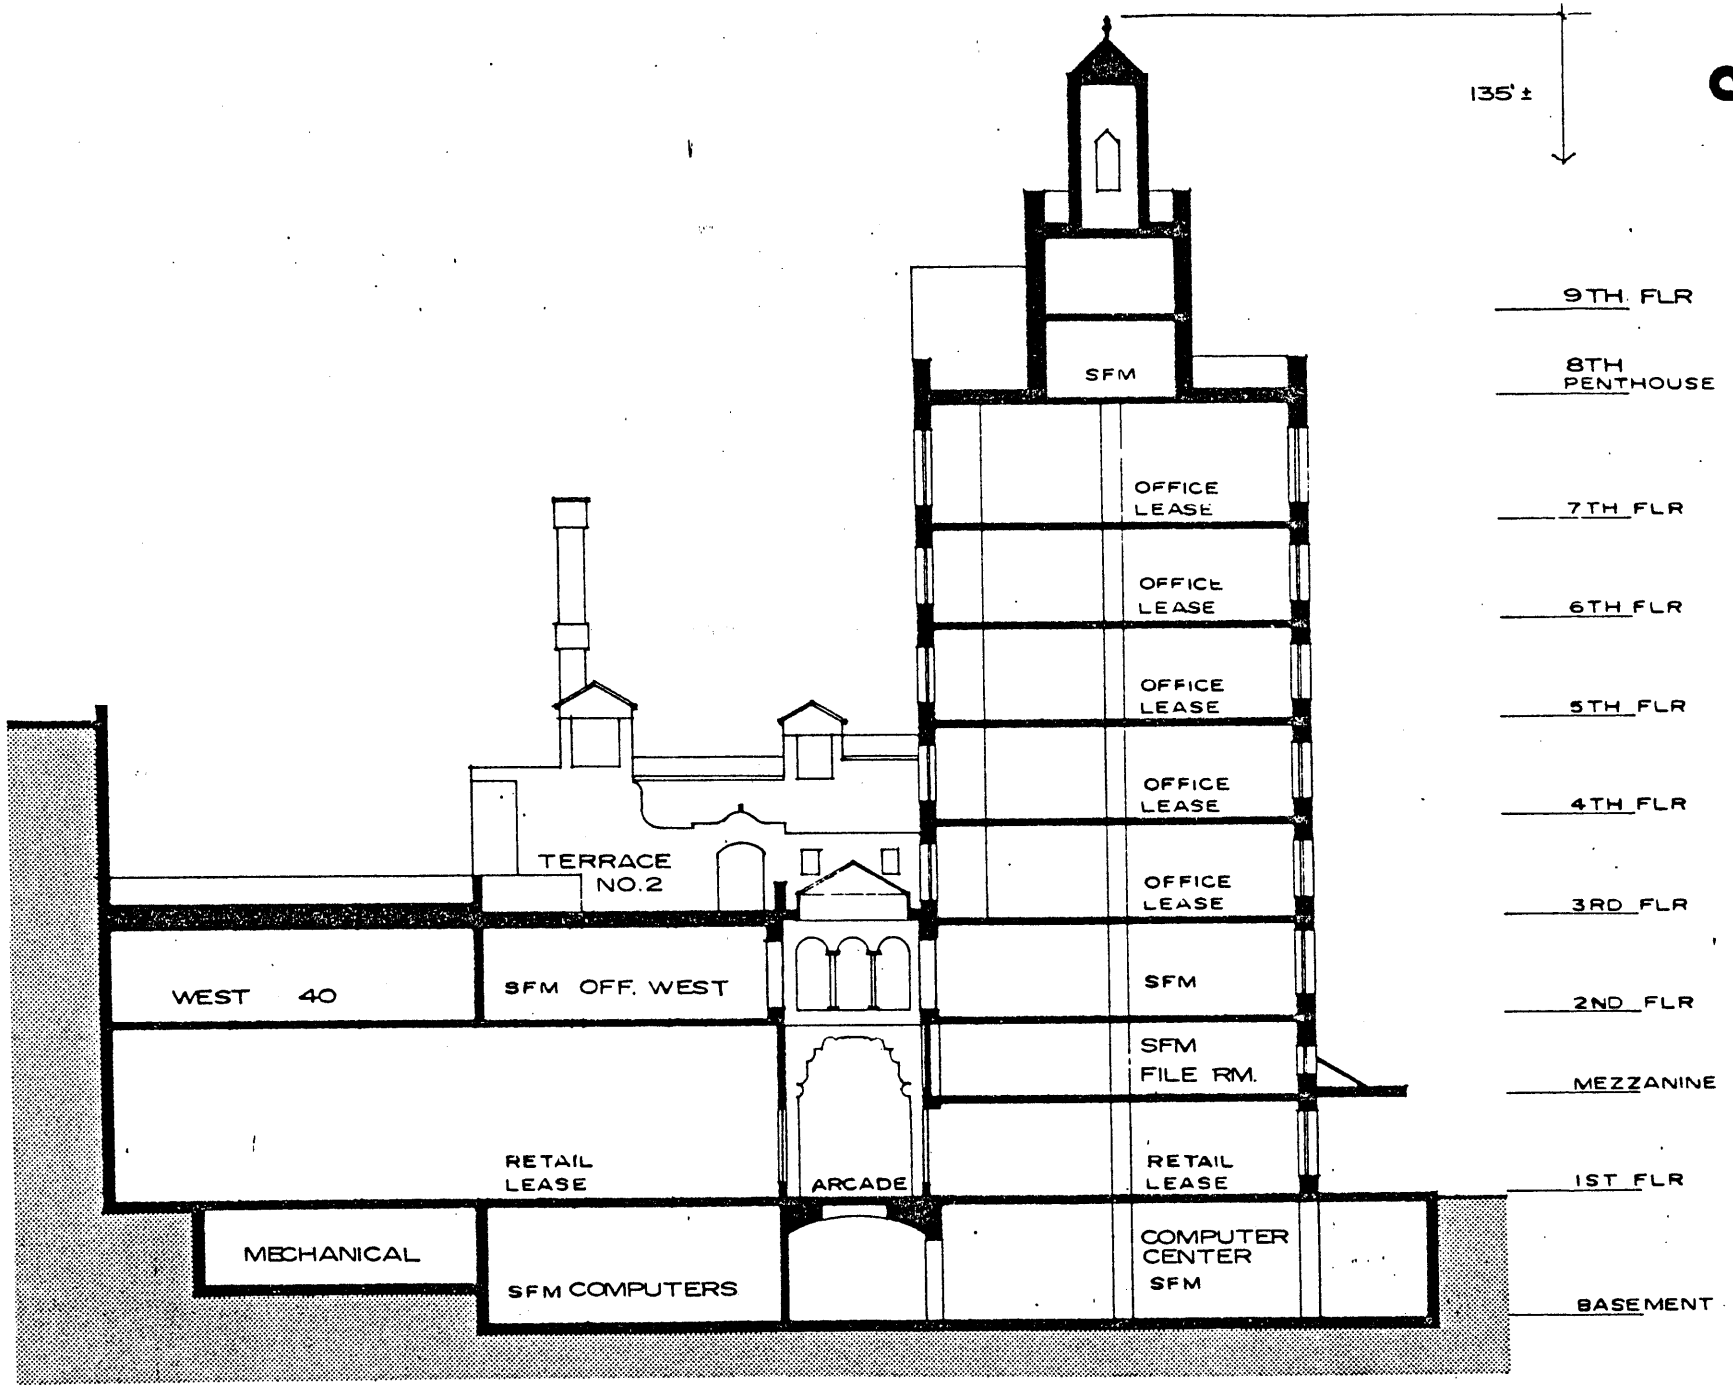 135'±
9TH FLR
8TH
PENTHOUSE
SFM
OFFICE
LEASE
7TH FLR
OFFICE
LEASE
6TH FLR
OFFICE
LEASE
5TH FLR
OFFICE
LEASE
4TH FLR
TERRACE
NO.2
OFFICE
LEASE
3RD FLR
WEST 40
SFM OFF. WEST
SFM
2ND FLR
SFM
FILE RM.
MEZZANINE
RETAIL
LEASE
ARCADE
RETAIL
LEASE
1ST FLR
MECHANICAL
SFM COMPUTERS
COMPUTER
CENTER
SFM
BASEMENT